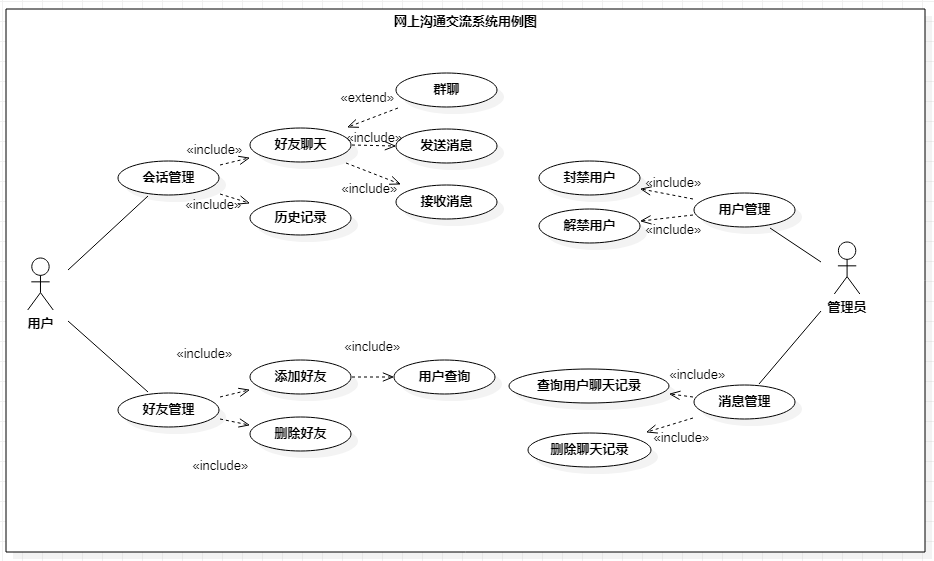 网上沟通交流系统用例图
群聊
«extend»
好友聊天
«include»
发送消息
«include»
会话管理
«include»
接收消息
«include»
历史记录
封禁用户
«include»
用户管理
解禁用户
«include»
用户
管理员
«include»
添加好友
«include»
用户查询
好友管理
删除好友
«include»
查询用户聊天记录
«include»
消息管理
删除聊天记录
«include»